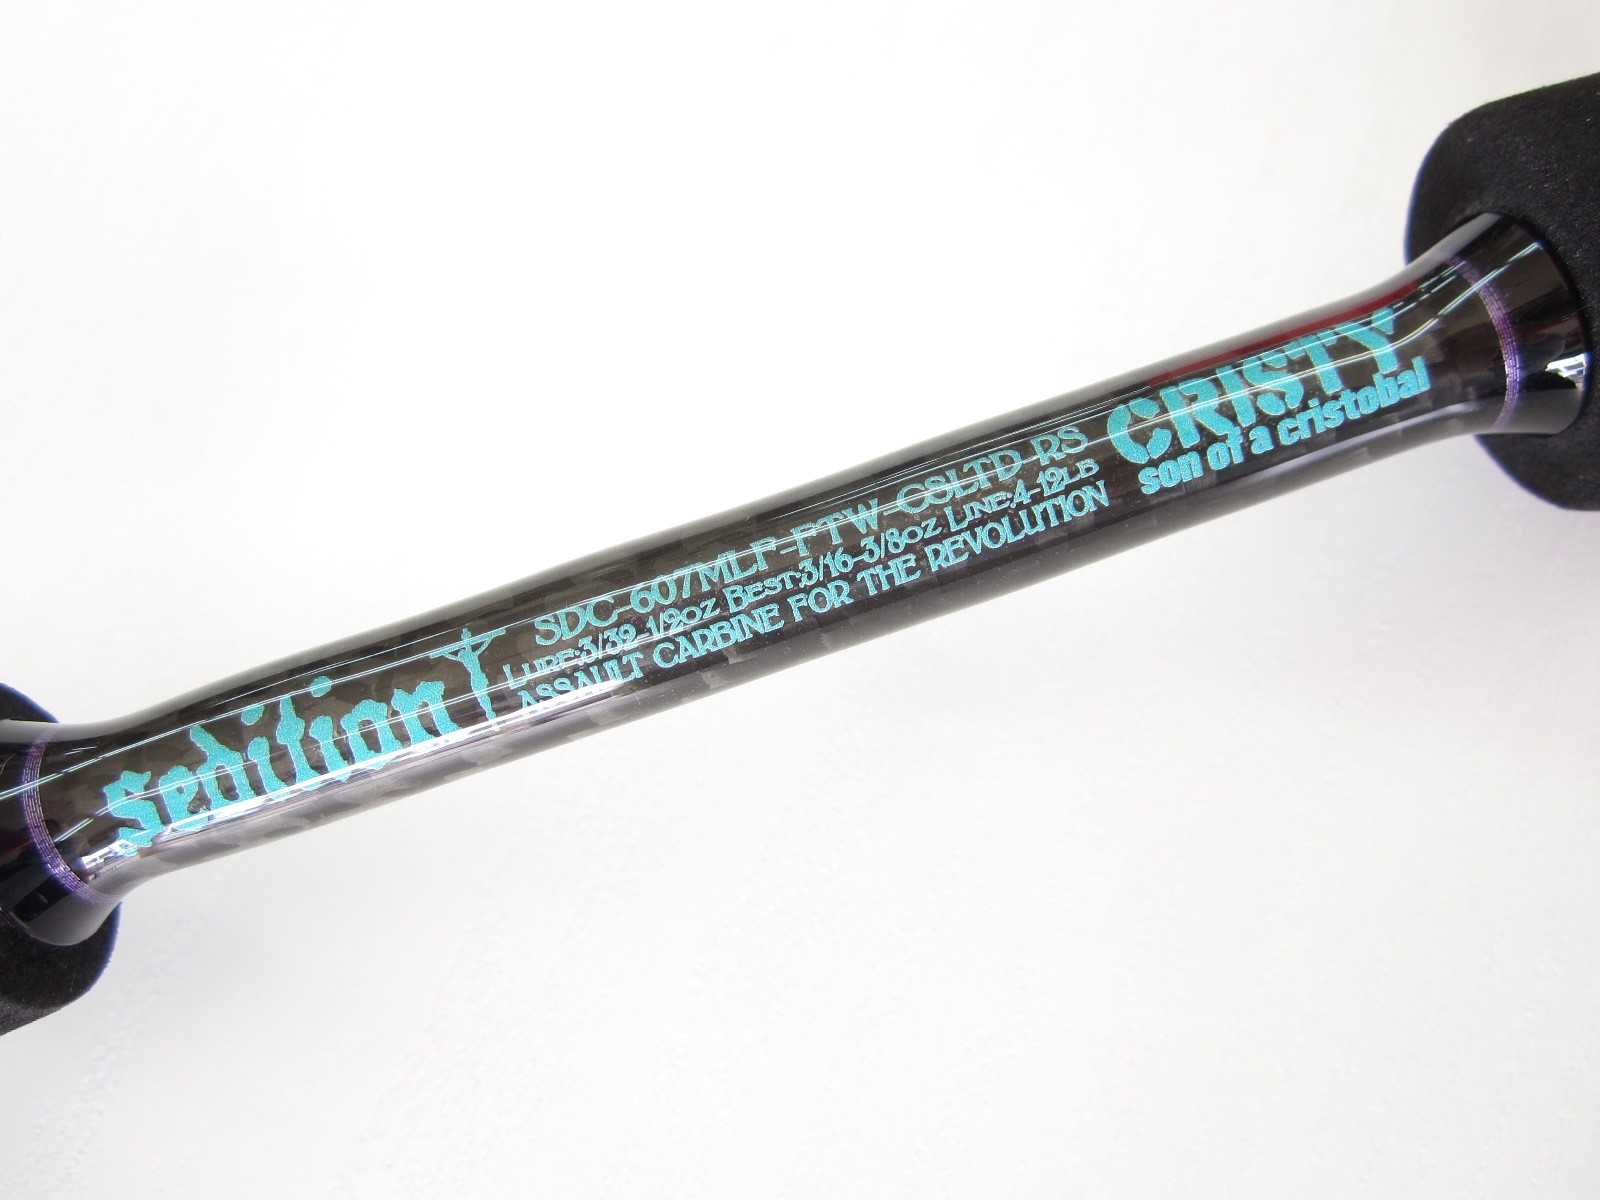 sedition
SDC-607MLF-PTW-CSLTD-RS
LURE:3/32-1/2OZ BEST:3/16-3/8OZ LINE:4-12LB
ASSAULT CARBINE FOR THE REVOLUTION
CRISTY
son of a cristobal